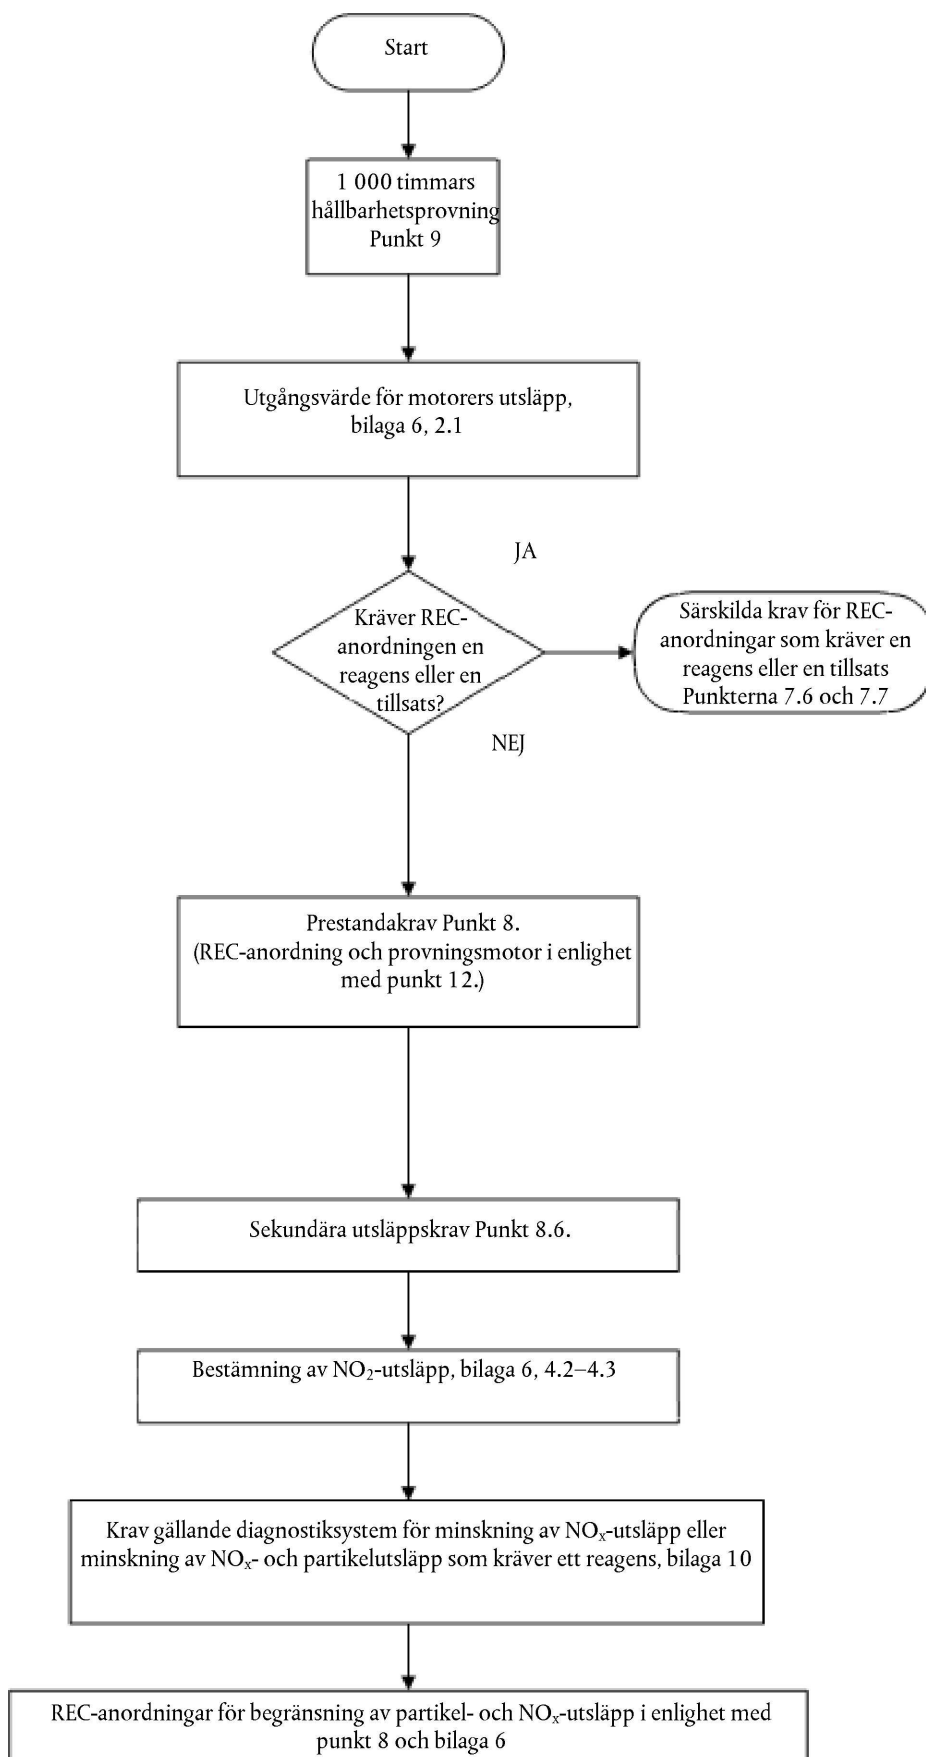 Start
1 000 timmars
hållbarhetsprovning
Punkt 9
Utgångsvärde för motorers utsläpp,
bilaga 6, 2.1
JA
Kräver REC-
anordningen en
reagens eller en
tillsats?
Särskilda krav för REC-
anordningar som kräver en
reagens eller en tillsats
Punkterna 7.6 och 7.7
NEJ
Prestandakrav Punkt 8.
(REC-anordning och provningsmotor i enlighet
med punkt 12.)
Sekundära utsläppskrav Punkt 8.6.
Bestämning av NO₂-utsläpp, bilaga 6, 4.2–4.3
Krav gällande diagnostiksystem för minskning av NOₓ-utsläpp eller
minskning av NOₓ- och partikelutsläpp som kräver ett reagens, bilaga 10
REC-anordningar för begränsning av partikel- och NOₓ-utsläpp i enlighet med
punkt 8 och bilaga 6